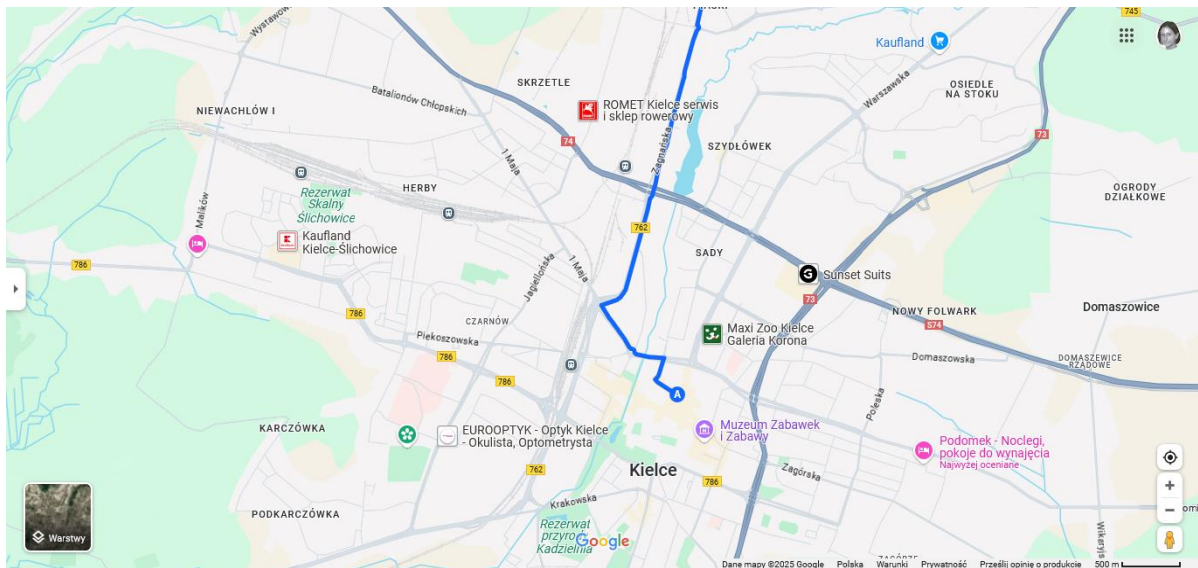 745
Wystawowa
Kaufland
SKRZETLE
Batalionów Chłopskich
Warszawska
OSIEDLE
NA STOKU
NIEWACHLÓW I
ROMET Kielce serwis
i sklep rowerowy
74
73
1 Maja
Zagnańska
SZYDŁÓWEK
HERBY
Rezerwat
Skalny
Ślichowice
OGRODY
DZIAŁKOWE
Malików
Kaufland
Kielce-Ślichowice
762
786
1 Maja
SADY
Jagiellońska
Sunset Suits
73
786
CZARNÓW
NOWY FOLWARK
Domaszowice
S74
Maxi Zoo Kielce
Galeria Korona
Piekoszowska
786
Domaszowska
DOMASZEWICE
RZĄDOWE
786
A
Poleska
KARCZÓWKA
EUROOPTYK - Optyk Kielce
- Okulista, Optometrysta
Muzeum Zabawek
i Zabawy
Podomek - Noclegi,
pokoje do wynajęcia
Najwyżej oceniane
762
Kielce
Zagórska
786
Krakowska
PODKARCZÓWKA
Rezerwat
przyrody
Kadzielnia
Google
Warstwy
Wikaryjs
ZAGÓRZE
Dane mapy ©2025 Google Polska Warunki Prywatność Prześlij opinię o produkcie 500 m